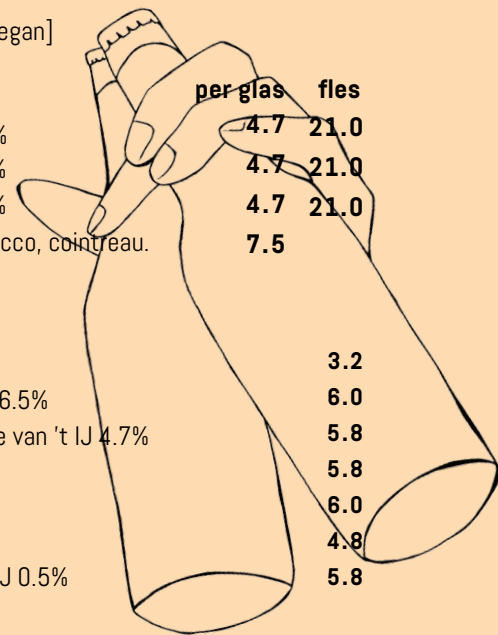 egan]
per glas fles
% 4.7 21.0
% 4.7 21.0
% 4.7 21.0
cco, cointreau. 7.5
3.2
6.5% 6.0
e van 't IJ 4.7% 5.8
5.8
6.0
4.8
J 0.5% 5.8